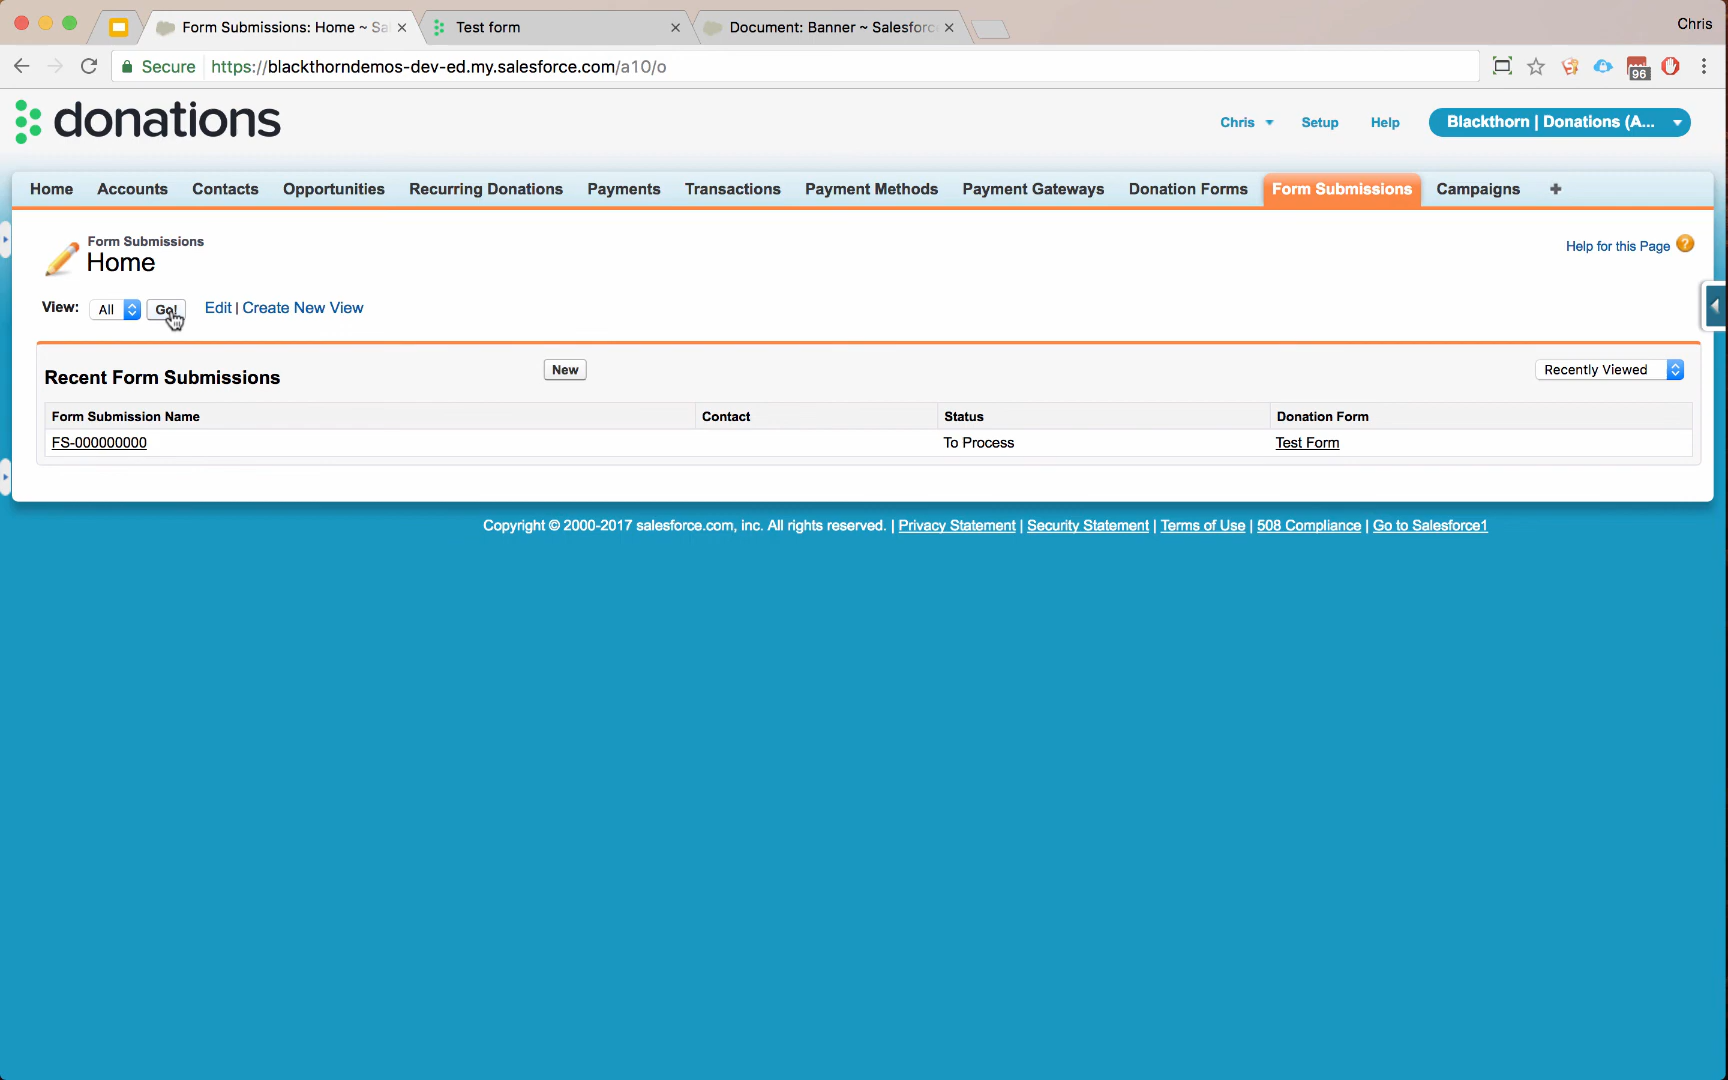 Form Submissions: Home ~ Sa
Test form
Document: Banner ~ Salesforc
Chris
Secure
https://blackthorndemos-dev-ed.my.salesforce.com/a10/o
96
donations
Chris
Setup
Help
Blackthorn | Donations (A...
Home
Accounts
Contacts
Opportunities
Recurring Donations
Payments
Transactions
Payment Methods
Payment Gateways
Donation Forms
Form Submissions
Campaigns
+
Form Submissions
Home
Help for this Page ?
View:
All
Go!
Edit | Create New View
Recent Form Submissions
New
Recently Viewed
Form Submission Name
Contact
Status
Donation Form
FS-000000000
To Process
Test Form
Copyright © 2000-2017 salesforce.com, inc. All rights reserved. | Privacy Statement | Security Statement | Terms of Use | 508 Compliance | Go to Salesforce1